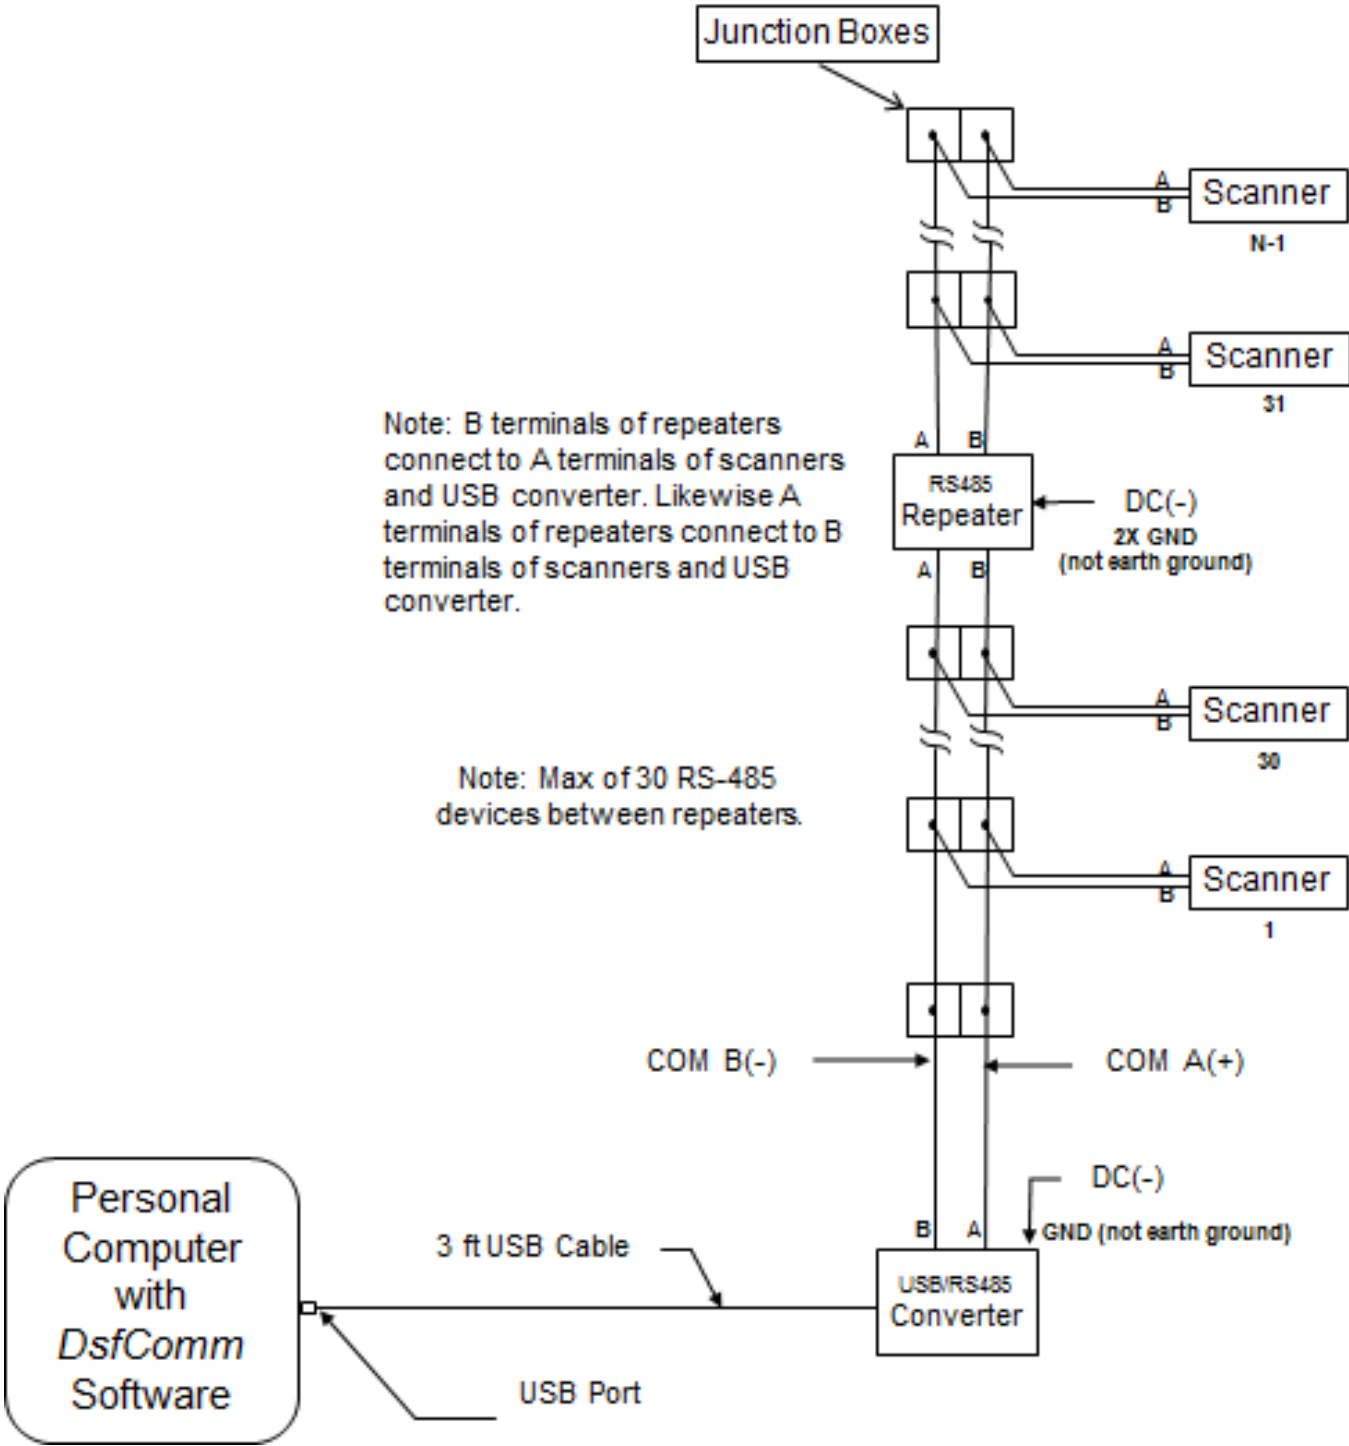 Junction Boxes
A
B
Scanner
N-1
A
B
Scanner
31
Note: B terminals of repeaters
connect to A terminals of scanners
and USB converter. Likewise A
terminals of repeaters connect to B
terminals of scanners and USB
converter.
A B
RS485
Repeater
A B
DC(-)
2X GND
(not earth ground)
A
B
Scanner
30
Note: Max of 30 RS-485
devices between repeaters.
A
B
Scanner
1
COM B(-)
COM A(+)
DC(-)
GND (not earth ground)
B A
USB/RS485
Converter
3 ft USB Cable
Personal
Computer
with
DsfComm
Software
USB Port